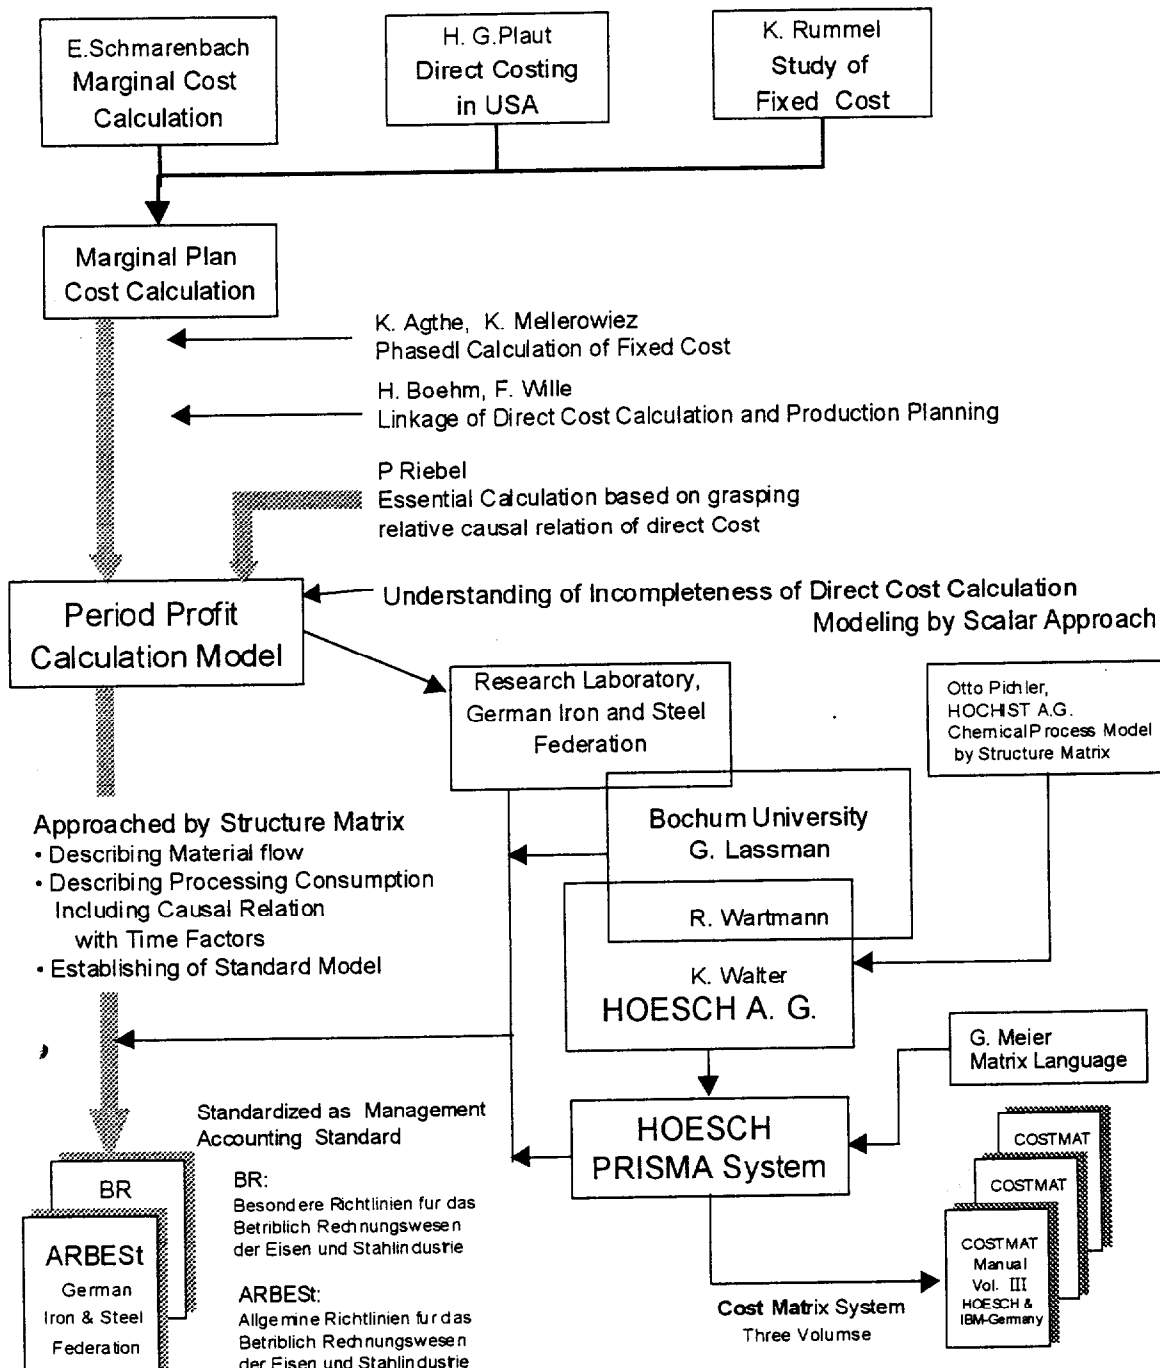 E.Schmarenbach
Marginal Cost
Calculation
H. G.Plaut
Direct Costing
in USA
K. Rummel
Study of
Fixed Cost
Marginal Plan
Cost Calculation
K. Agthe, K. Mellerowiez
Phasedl Calculation of Fixed Cost
H. Boehm, F. Wille
Linkage of Direct Cost Calculation and Production Planning
P Riebel
Essential Calculation based on grasping
relative causal relation of direct Cost
Period Profit
Calculation Model
Understanding of Incompleteness of Direct Cost Calculation
Modeling by Scalar Approach
Research Laboratory,
German Iron and Steel
Federation
Otto Pichler,
HOCHIST A.G.
Chemical Process Model
by Structure Matrix
Bochum University
G. Lassman
R. Wartmann
K. Walter
HOESCH A. G.
Approached by Structure Matrix
• Describing Material flow
• Describing Processing Consumption
Including Causal Relation
with Time Factors
• Establishing of Standard Model
G. Meier
Matrix Language
HOESCH
PRISMA System
Standardized as Management
Accounting Standard
BR:
Besondere Richtlinien fur das
Betriblich Rechnungswesen
der Eisen und Stahlindustrie
ARBESt:
Allgmine Richtlinien fur das
Betriblich Rechnungswesen
der Eisen und Stahlindustrie
BR
ARBESt
German
Iron & Steel
Federation
COSTMAT
COSTMAT
COSTMAT
Manual
Vol. III
HOESCH &
IBM-Germany
Cost Matrix System
Three Volumse